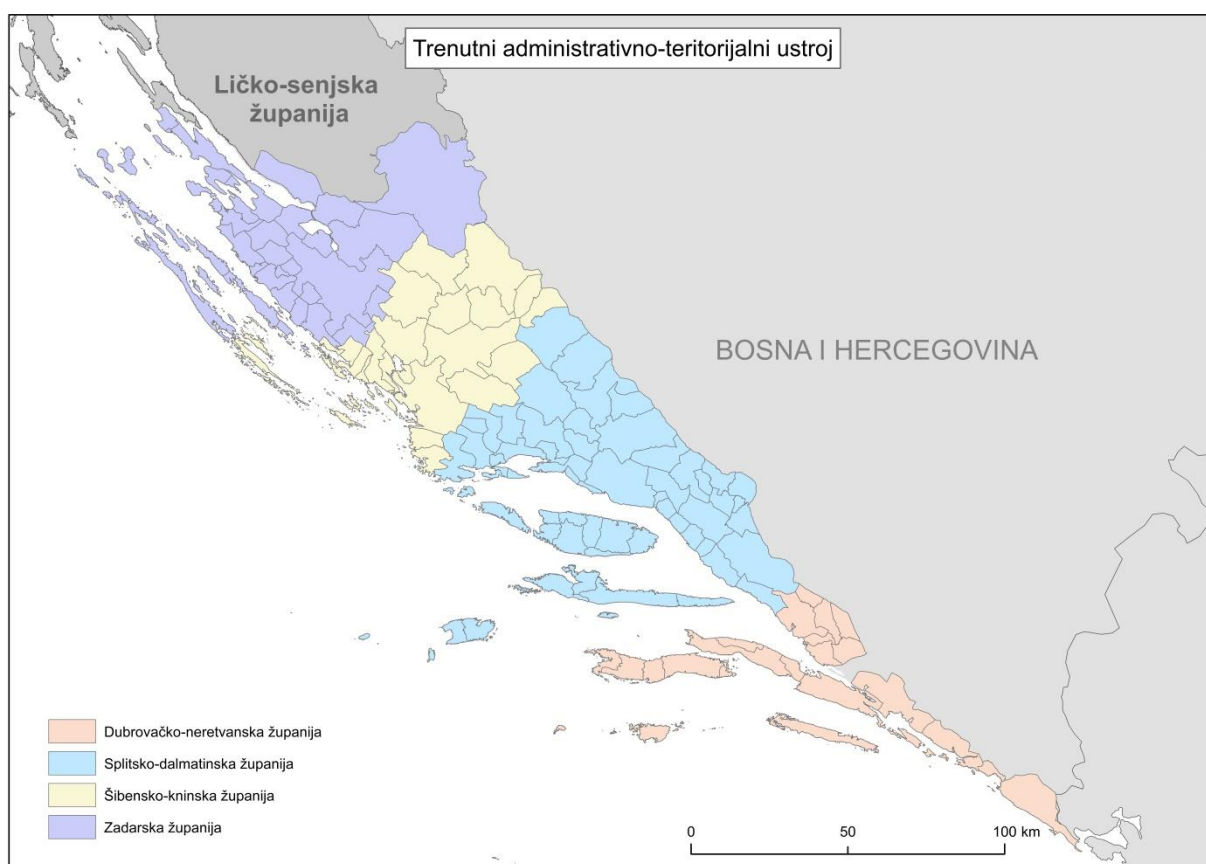 Trenutni administrativno-teritorijalni ustroj
Ličko-senjska
županija
BOSNA I HERCEGOVINA
Dubrovačko-neretvanska županija
Splitsko-dalmatinska županija
Šibensko-kninska županija
Zadarska županija
0 50 100 km